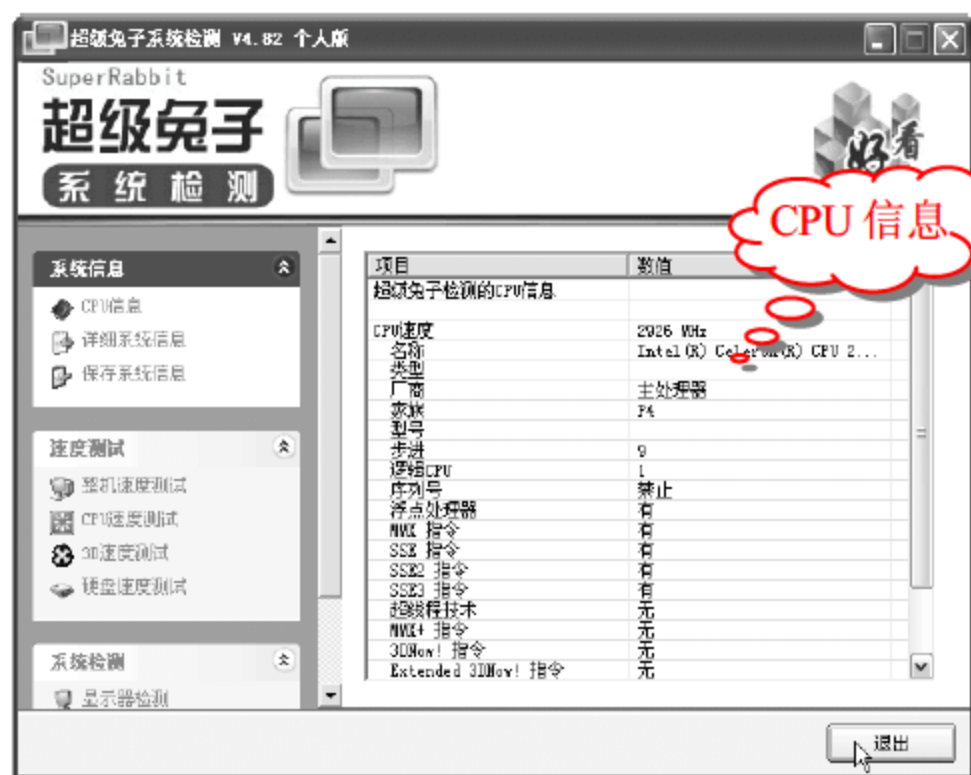 超级兔子系统检测 V4.82 个人版
SuperRabbit
超级兔子
系统检测
好看
CPU 信息
系统信息
CPU信息
详细系统信息
保存系统信息
速度测试
整机速度测试
CPU速度测试
3D速度测试
硬盘速度测试
系统检测
显示器检测
项目 数值
超级兔子检测的CPU信息
CPU速度 2926 MHz
名称 Intel(R) Celeron(R) CPU 2...
类型
厂商 主处理器
家族 P4
型号
步进 9
逻辑CPU 1
序列号 禁止
浮点处理器 有
MMX 指令 有
SSE 指令 有
SSE2 指令 有
SSE3 指令 有
超线程技术 无
MMX+ 指令 无
3DNow! 指令 无
Extended 3DNow! 指令 无
退出